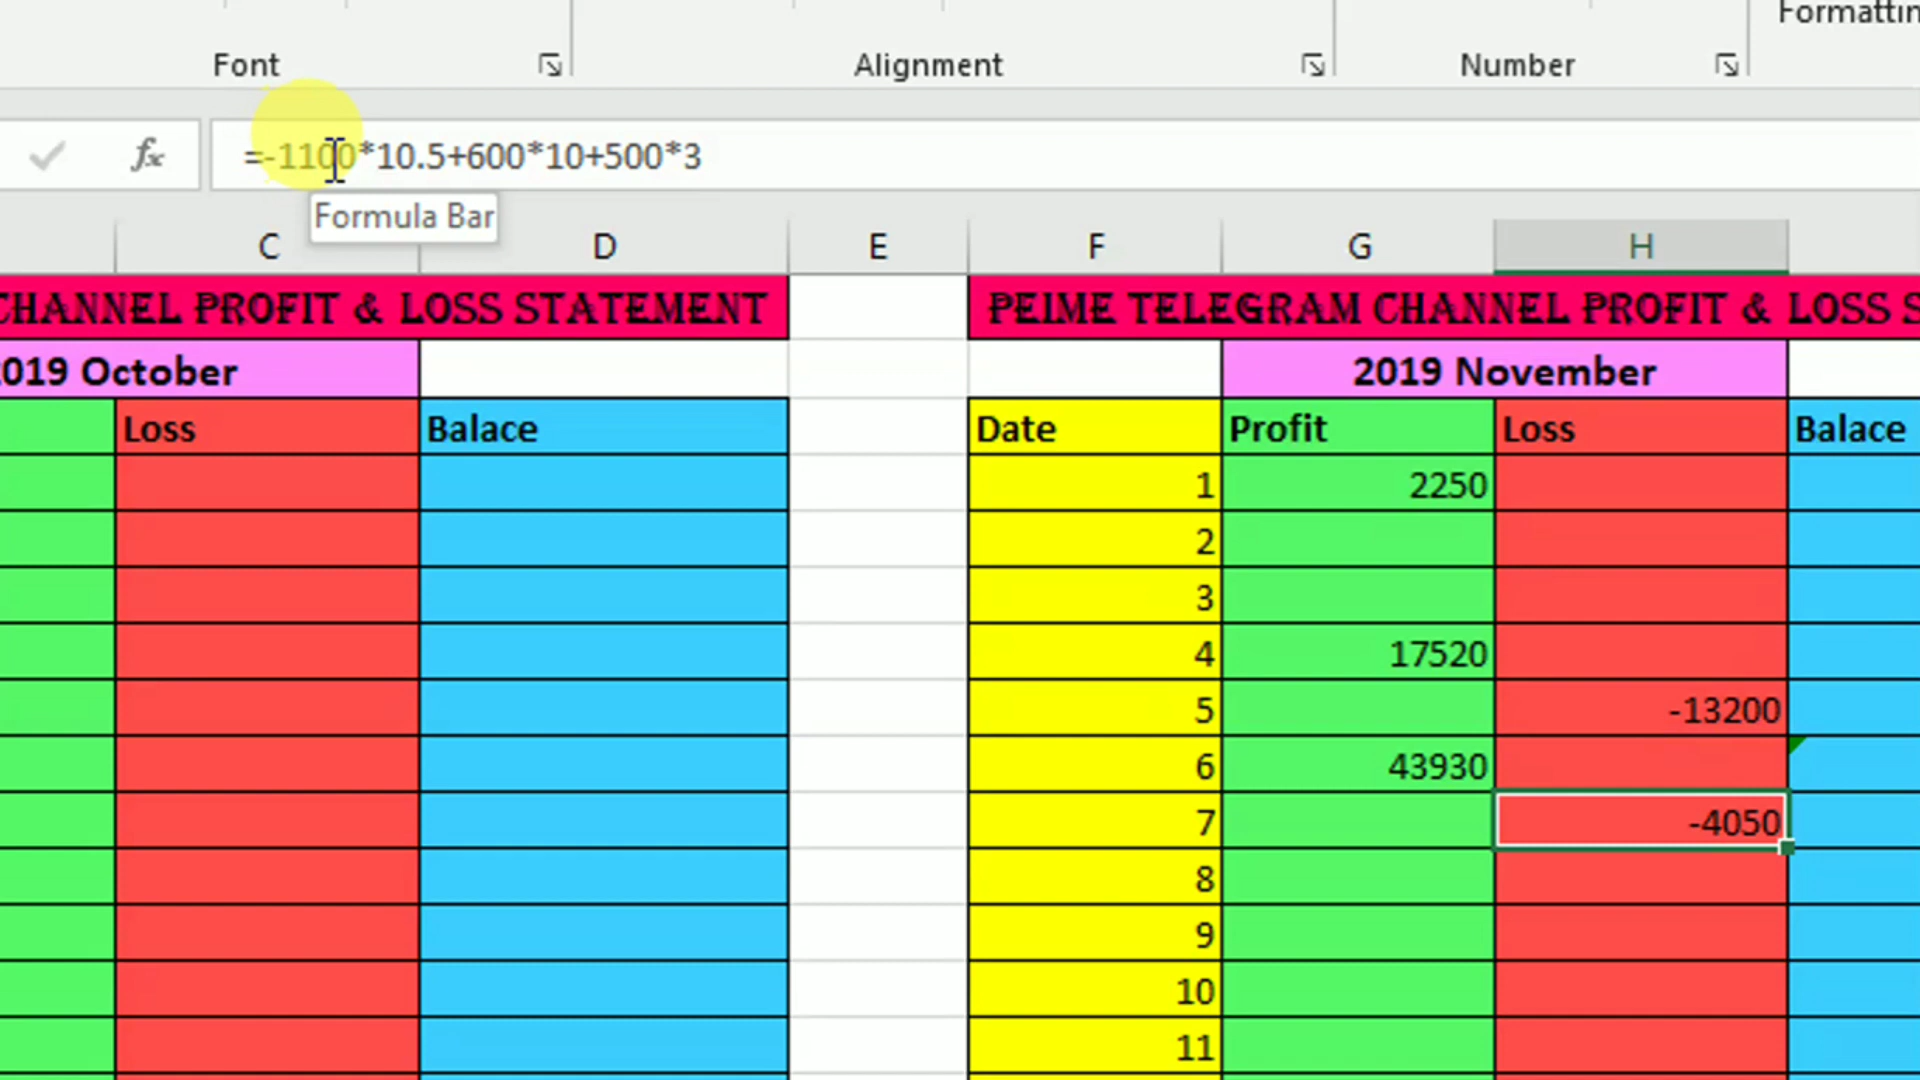 Formattin
Font
Alignment
Number
fx
=-1100*10.5+600*10+500*3
Formula Bar
C D E F G H
CHANNEL PROFIT & LOSS STATEMENT
PEIME TELEGRAM CHANNEL PROFIT & LOSS S
2019 October
2019 November
Loss Balace Date Profit Loss Balace
1 2250
2
3
4 17520
5 -13200
6 43930
7 -4050
8
9
10
11